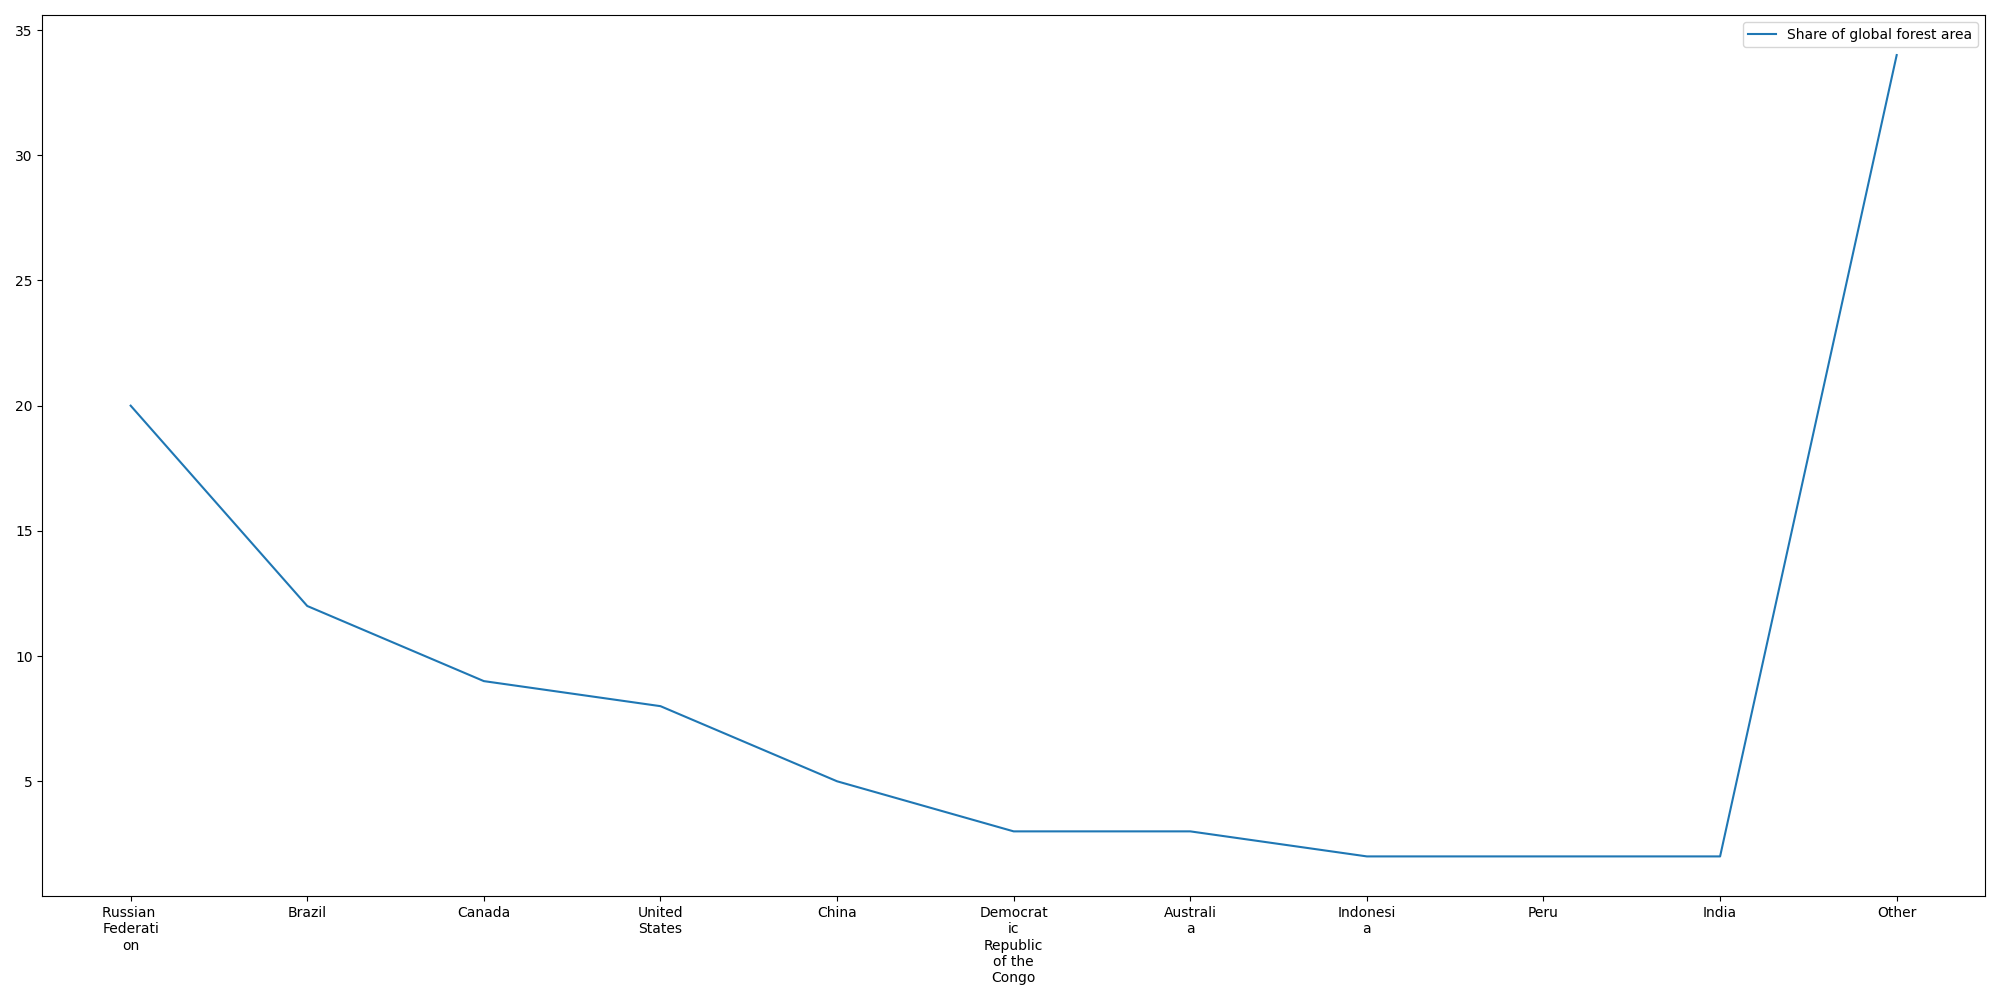 35
Share of global forest area
30
25
20
15
10
5
Russian
Federati
on
Brazil
Canada
United
States
China
Democrat
ic
Republic
of the
Congo
Australi
a
Indonesi
a
Peru
India
Other